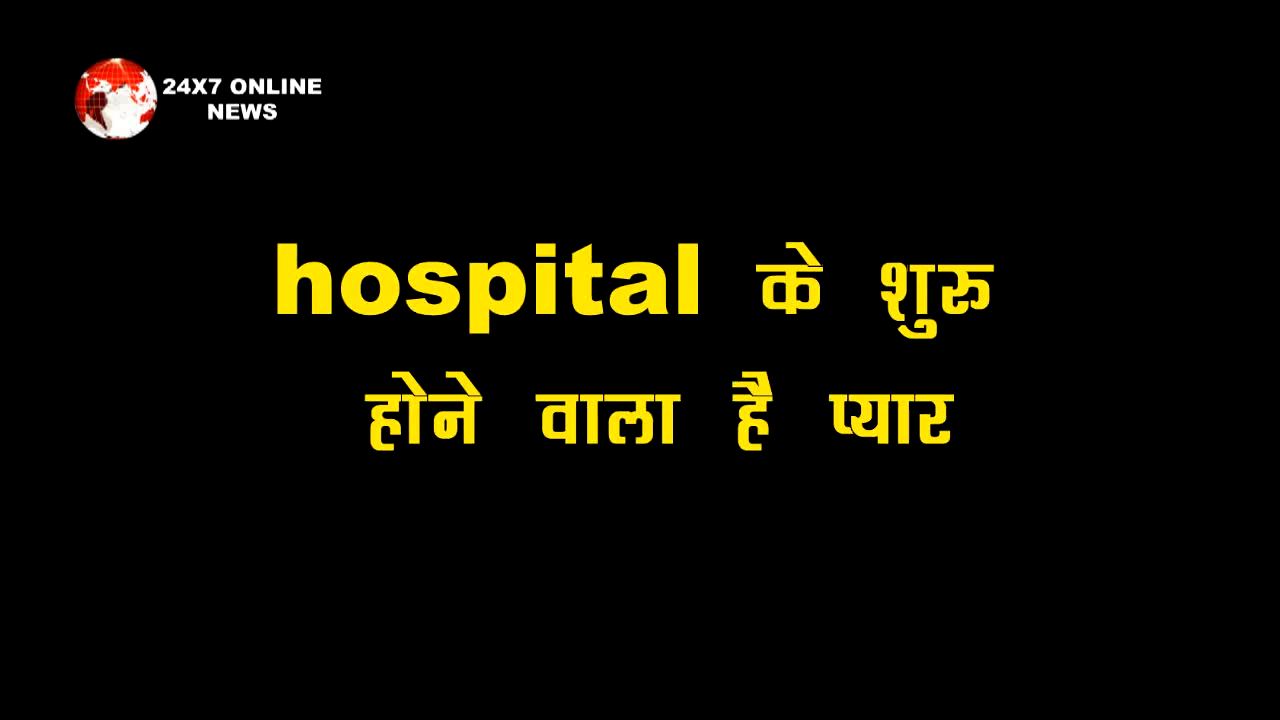 24X7 ONLINE
NEWS
hospital के शुरु
होने वाला है प्यार